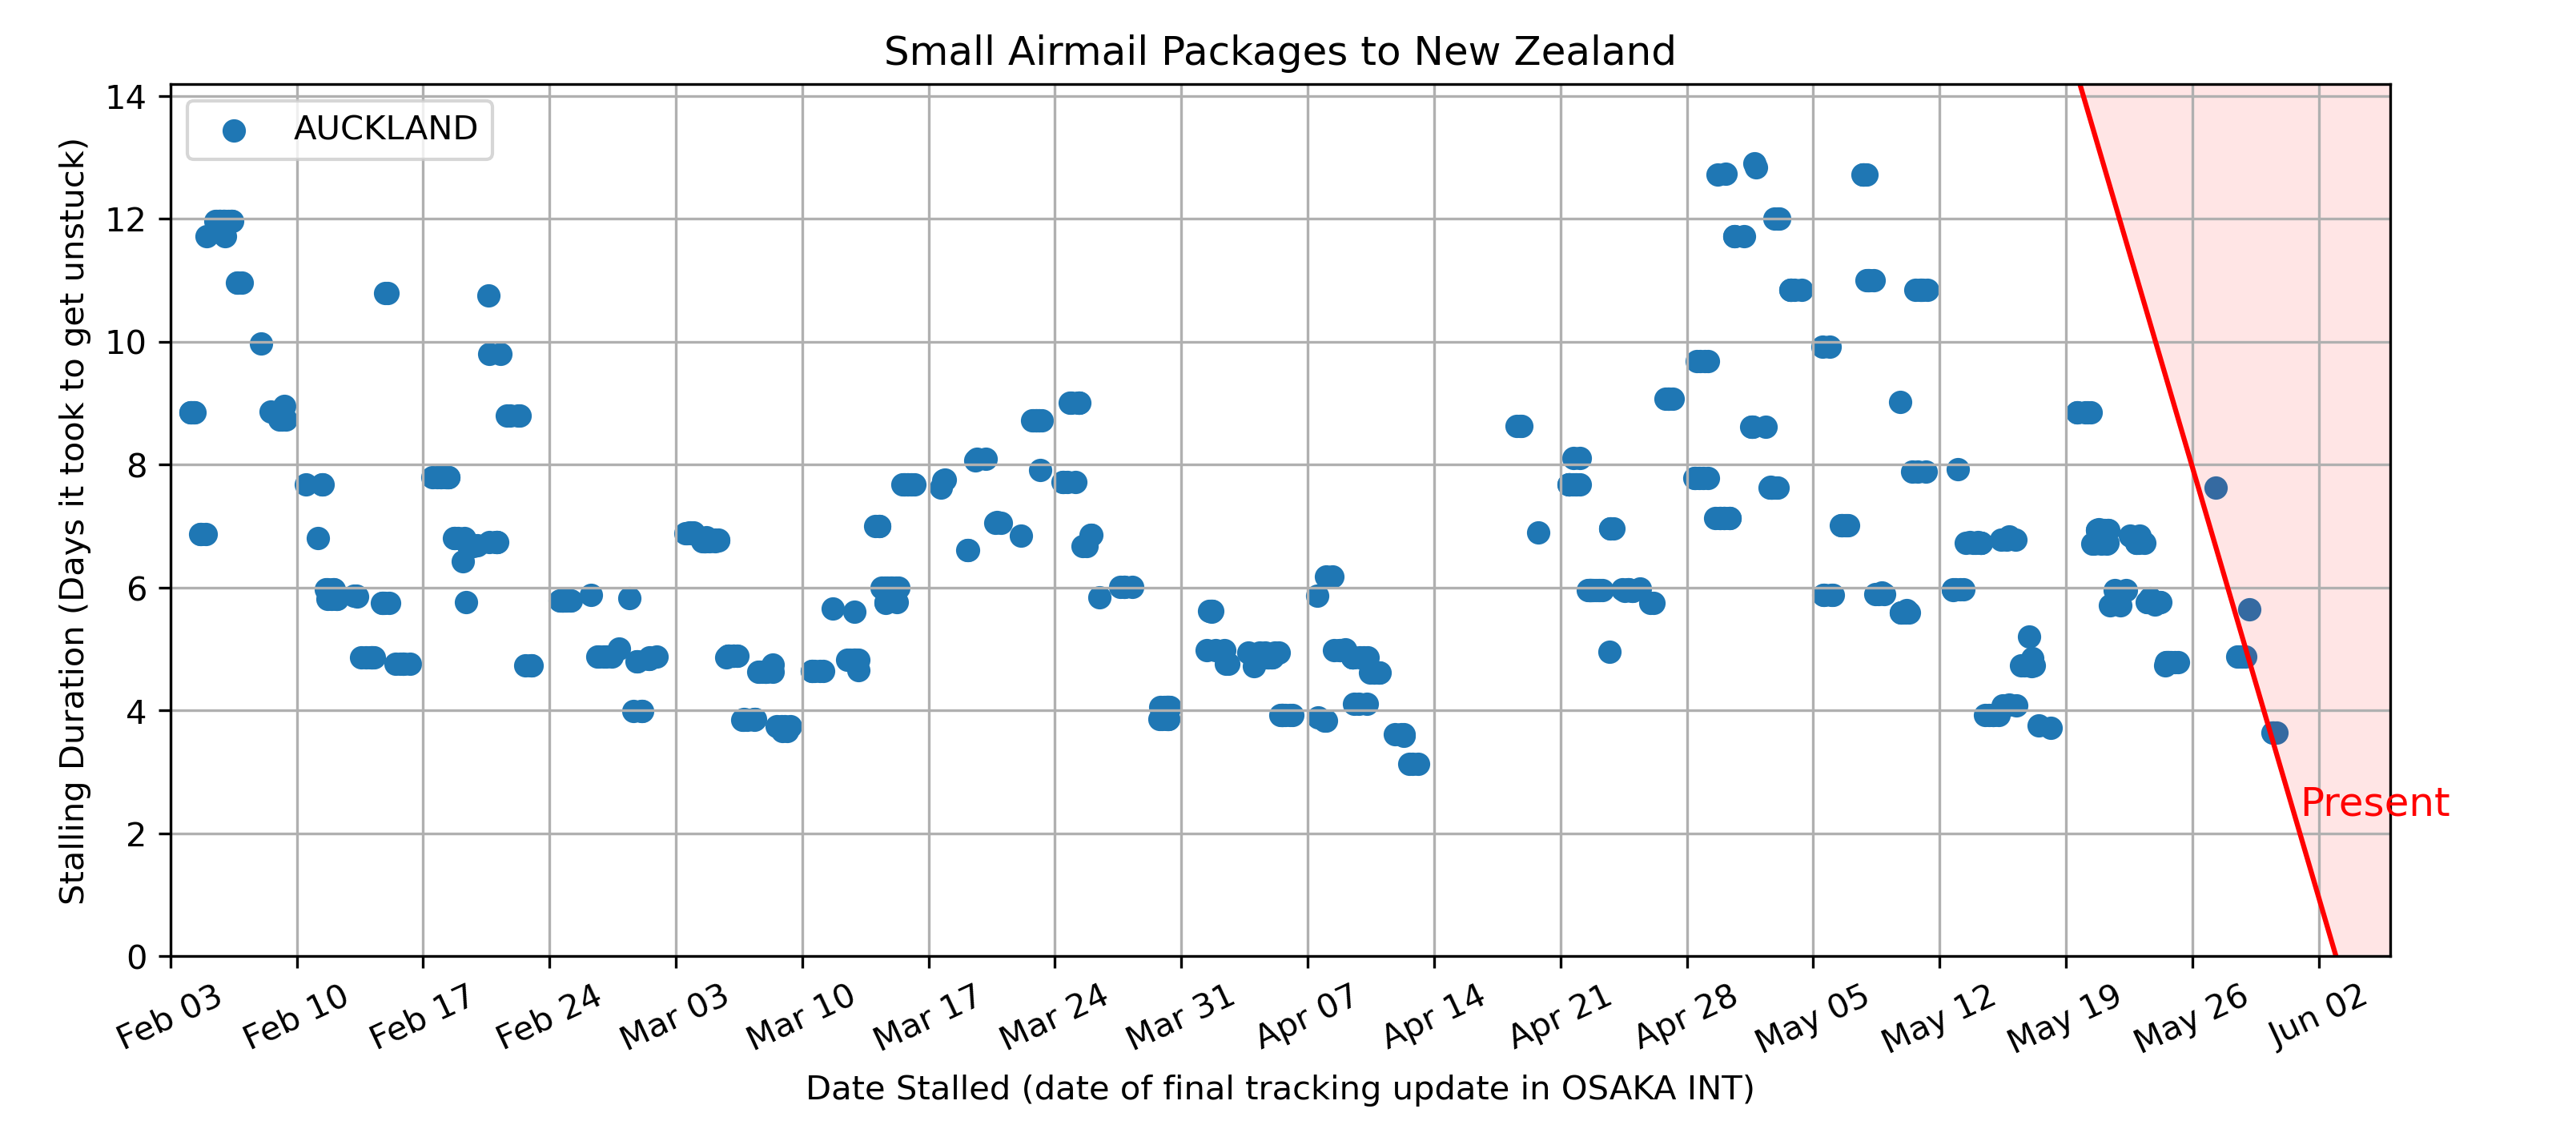 Small Airmail Packages to New Zealand
AUCKLAND
Stalling Duration (Days it took to get unstuck)
14
12
10
8
6
4
2
0
Present
Feb 03
Feb 10
Feb 17
Feb 24
Mar 03
Mar 10
Mar 17
Mar 24
Mar 31
Apr 07
Apr 14
Apr 21
Apr 28
May 05
May 12
May 19
May 26
Jun 02
Date Stalled (date of final tracking update in OSAKA INT)